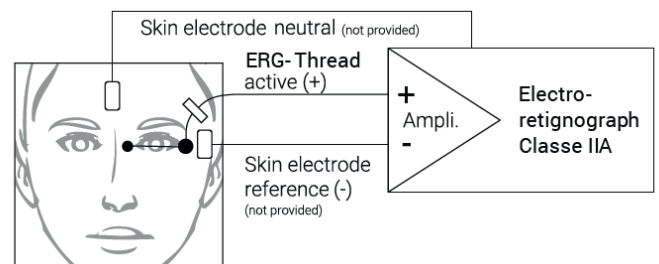 Skin electrode neutral (not provided)
ERG-Thread
active (+)
+
Ampli.
-
Electro-
retignograph
Classe IIA
Skin electrode
reference (-)
(not provided)